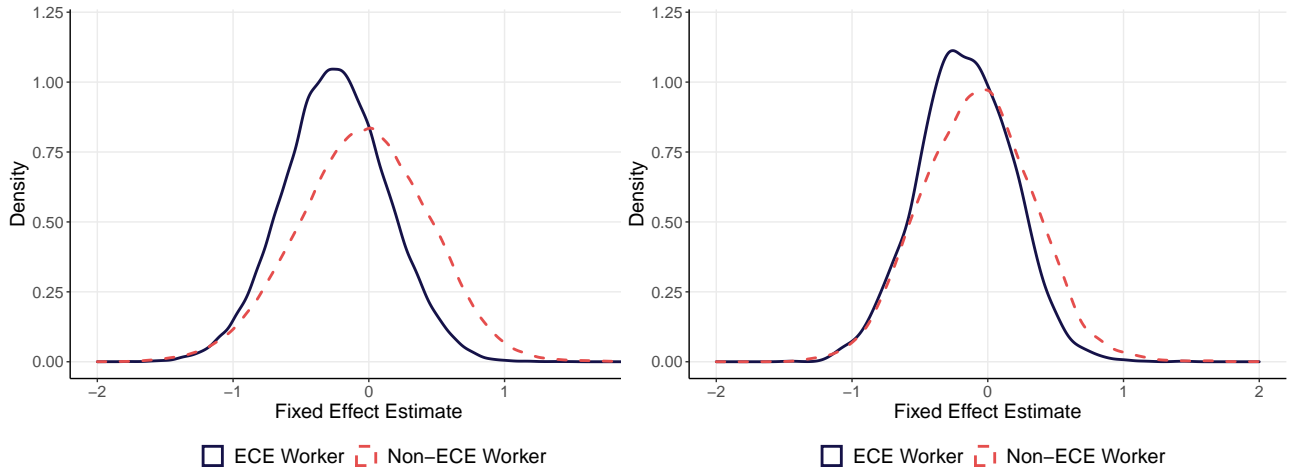 1.25
1.00
0.75
0.50
0.25
0.00
Density
−2 −1 0 1
Fixed Effect Estimate
ECE Worker Non−ECE Worker
1.25
1.00
0.75
0.50
0.25
0.00
Density
−2 −1 0 1 2
Fixed Effect Estimate
ECE Worker Non−ECE Worker